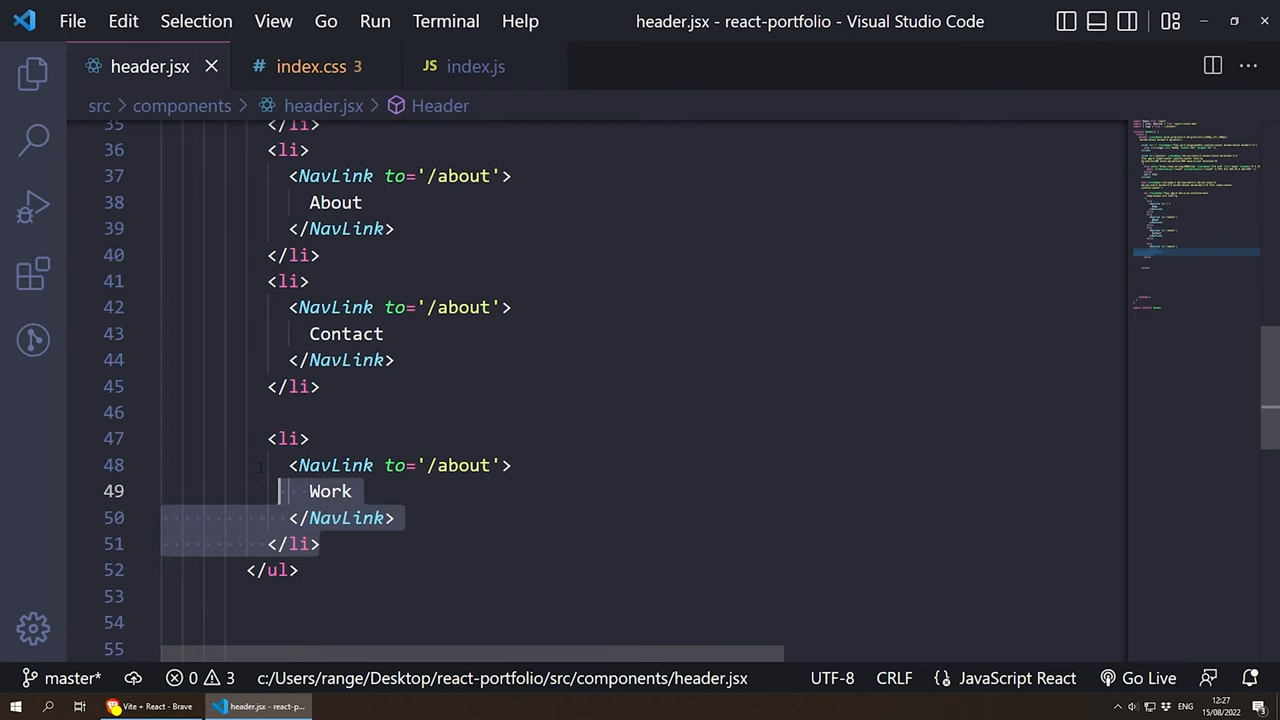 File Edit Selection View Go Run Terminal Help header.jsx - react-portfolio - Visual Studio Code
header.jsx # index.css 3 JS index.js
src > components > header.jsx > Header
35 </li>
36 <li>
37 <NavLink to='/about'>
38 About
39 </NavLink>
40 </li>
41 <li>
42 <NavLink to='/about'>
43 Contact
44 </NavLink>
45 </li>
46
47 <li>
48 <NavLink to='/about'>
49 Work
50 </NavLink>
51 </li>
52 </ul>
53
54
55
master* 0 3 c:/Users/range/Desktop/react-portfolio/src/components/header.jsx UTF-8 CRLF JavaScript React Go Live
Vite + React - Brave header.jsx - react-p... ENG 12:27
15/08/2022 3